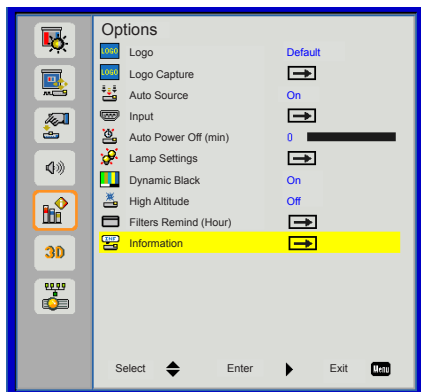 Options
LOGO Logo Default
LOGO Logo Capture
Auto Source On
Input
Auto Power Off (min) 0
Lamp Settings
Dynamic Black On
High Altitude Off
Filters Remind (Hour)
Information
3D
Select Enter Exit Menu